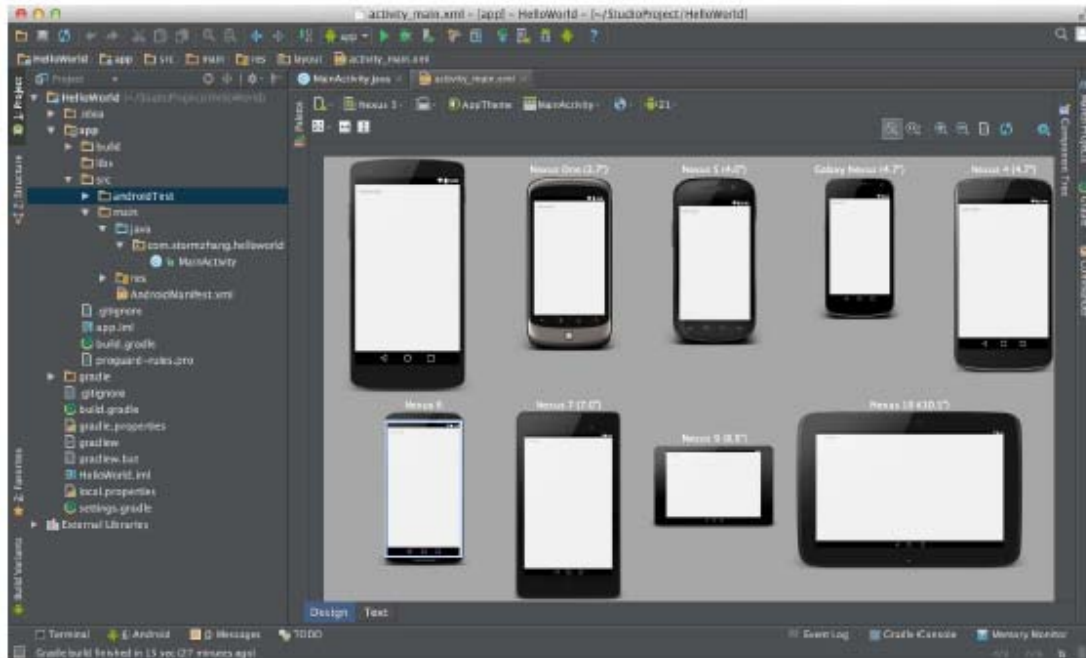 activity_main.xml – [app] – HelloWorld – [~/StudioProject/HelloWorld]
app
HelloWorld app src main res layout activity_main.xml
Project
MainActivity.java activity_main.xml
1: Project
HelloWorld (~/StudioProject/HelloWorld)
Palette
Nexus 5 AppTheme MainActivity 21
.idea
app
build
libs
src
androidTest
main
java
com.stormzhang.helloworld
MainActivity
res
AndroidManifest.xml
.gitignore
app.iml
build.gradle
proguard-rules.pro
gradle
.gitignore
build.gradle
gradle.properties
gradlew
gradlew.bat
HelloWorld.iml
local.properties
settings.gradle
External Libraries
Z: Structure
2: Favorites
Build Variants
Component Tree
Nexus One (3.7")
Nexus S (4.0")
Galaxy Nexus (4.7")
Nexus 4 (4.7")
Nexus 6
Nexus 7 (7.0")
Nexus 9 (8.9")
Nexus 10 (10.1")
Design Text
Terminal 6: Android 0: Messages TODO
Event Log Gradle Console Memory Monitor
Gradle build finished in 15 sec (27 minutes ago)